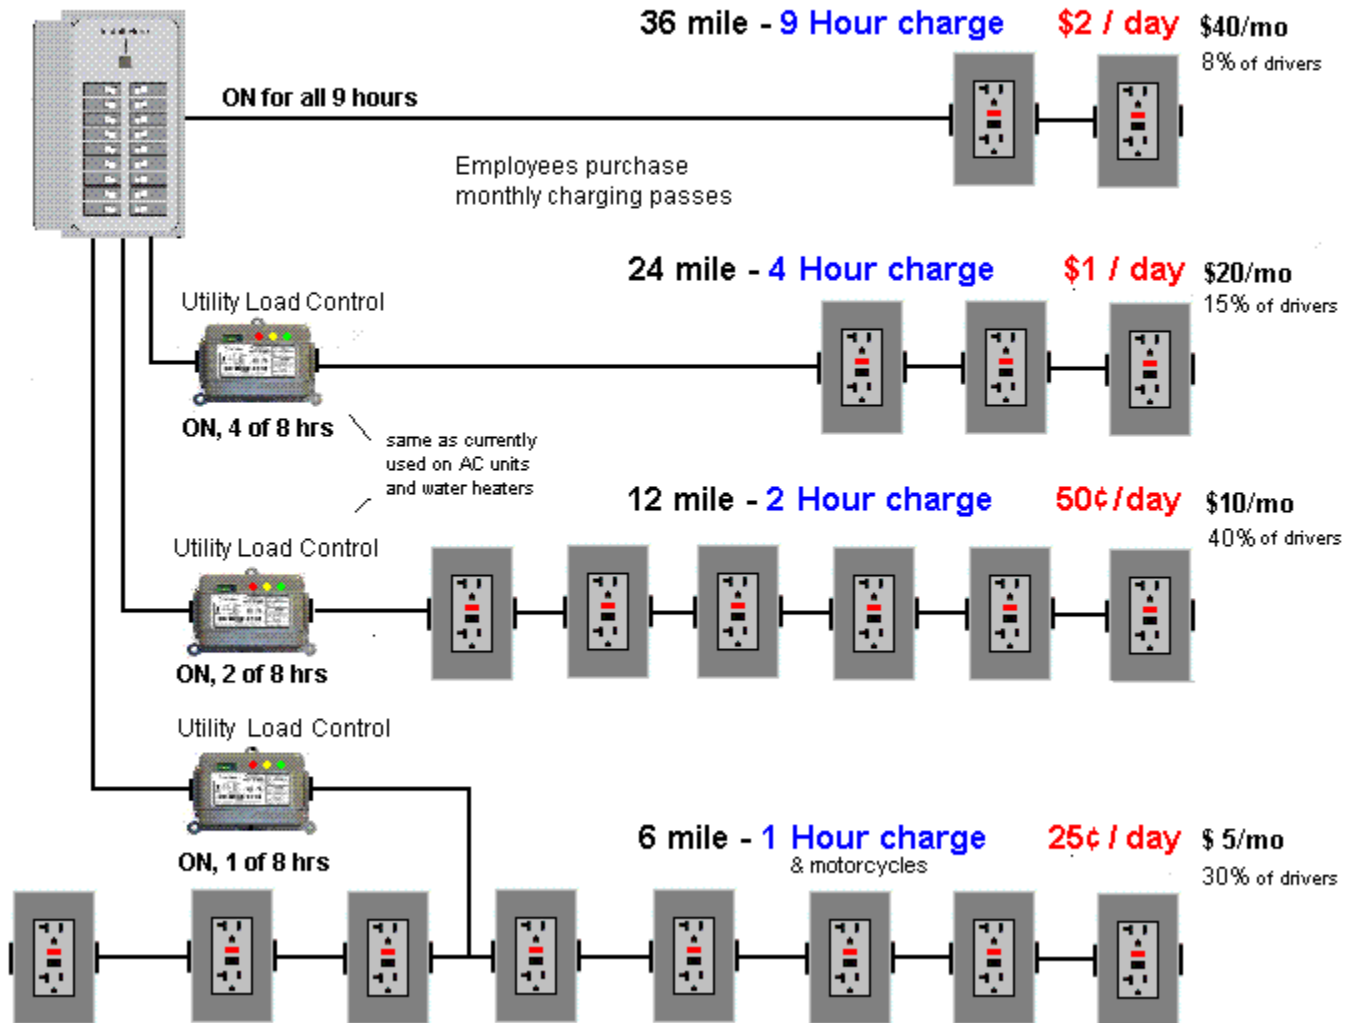 36 mile - 9 Hour charge $2 / day $40/mo
8% of drivers
ON for all 9 hours
Employees purchase
monthly charging passes
24 mile - 4 Hour charge $1 / day $20/mo
15% of drivers
Utility Load Control
ON, 4 of 8 hrs
same as currently
used on AC units
and water heaters
12 mile - 2 Hour charge 50¢/day $10/mo
40% of drivers
Utility Load Control
ON, 2 of 8 hrs
Utility Load Control
ON, 1 of 8 hrs
6 mile - 1 Hour charge 25¢ / day $ 5/mo
& motorcycles
30% of drivers